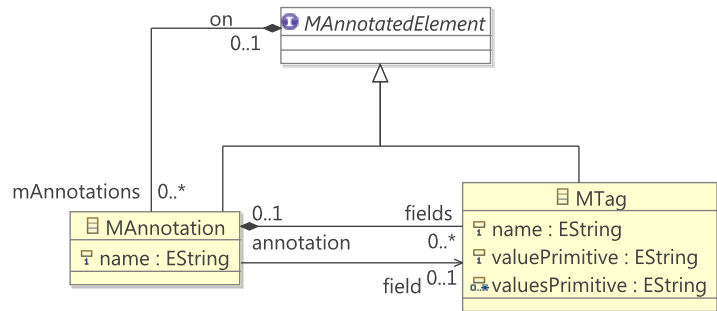 on
I MAnnotatedElement
0..1
mAnnotations 0..*
MAnnotation
name : EString
0..1 fields
annotation 0..*
field 0..1
MTag
name : EString
valuePrimitive : EString
valuesPrimitive : EString